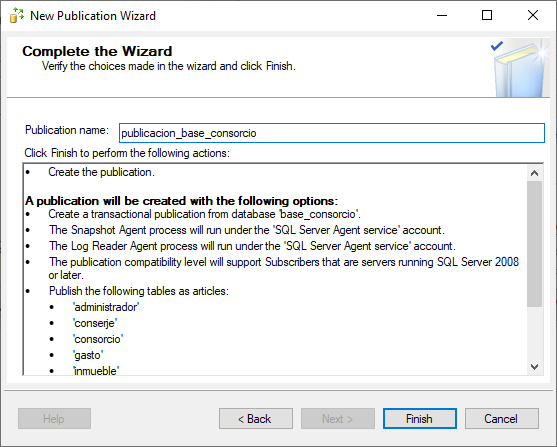 New Publication Wizard
Complete the Wizard
Verify the choices made in the wizard and click Finish.
Publication name: publicacion_base_consorcio
Click Finish to perform the following actions:
• Create the publication.
A publication will be created with the following options:
• Create a transactional publication from database 'base_consorcio'.
• The Snapshot Agent process will run under the 'SQL Server Agent service' account.
• The Log Reader Agent process will run under the 'SQL Server Agent service' account.
• The publication compatibility level will support Subscribers that are servers running SQL Server 2008
or later.
• Publish the following tables as articles:
• 'administrador'
• 'conserje'
• 'consorcio'
• 'gasto'
• 'inmueble'
Help
< Back
Next >
Finish
Cancel